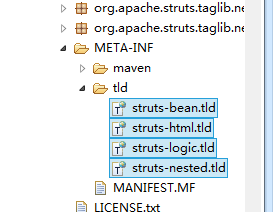 org.apache.struts.taglib.ne
org.apache.struts.taglib.ne
META-INF
maven
tld
struts-bean.tld
struts-html.tld
struts-logic.tld
struts-nested.tld
MANIFEST.MF
LICENSE.txt